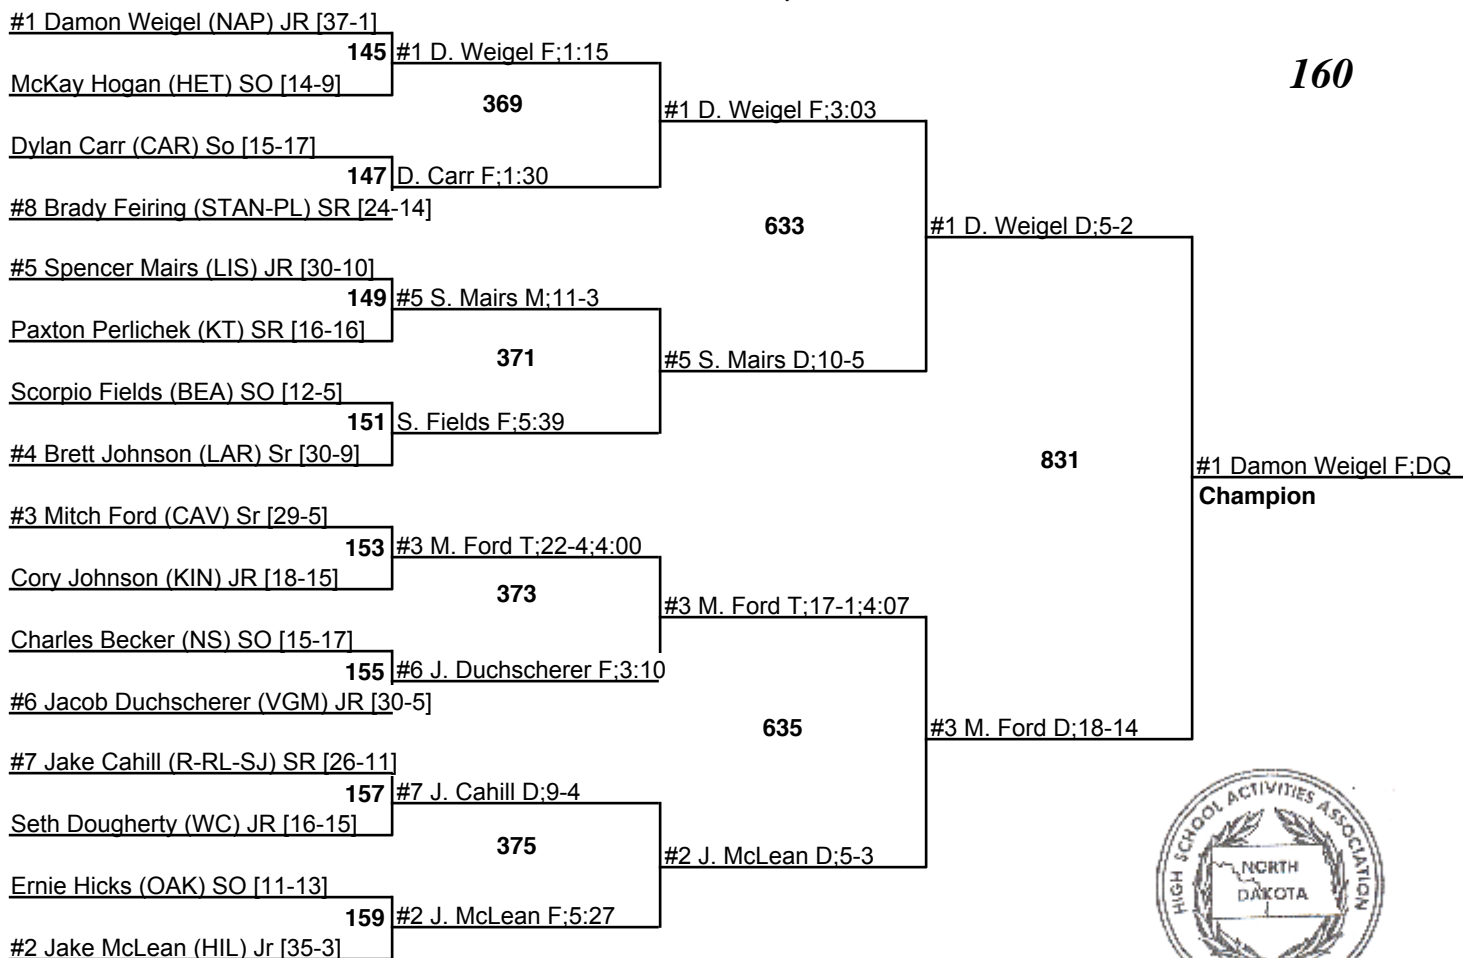 #1 Damon Weigel (NAP) JR [37-1]
145 #1 D. Weigel F;1:15
McKay Hogan (HET) SO [14-9]
369
#1 D. Weigel F;3:03
Dylan Carr (CAR) So [15-17]
147 D. Carr F;1:30
#8 Brady Feiring (STAN-PL) SR [24-14]
633
#1 D. Weigel D;5-2
#5 Spencer Mairs (LIS) JR [30-10]
149 #5 S. Mairs M;11-3
Paxton Perlichek (KT) SR [16-16]
371
#5 S. Mairs D;10-5
Scorpio Fields (BEA) SO [12-5]
151 S. Fields F;5:39
#4 Brett Johnson (LAR) Sr [30-9]
831
#1 Damon Weigel F;DQ
Champion
#3 Mitch Ford (CAV) Sr [29-5]
153 #3 M. Ford T;22-4;4:00
Cory Johnson (KIN) JR [18-15]
373
#3 M. Ford T;17-1;4:07
Charles Becker (NS) SO [15-17]
155 #6 J. Duchscherer F;3:10
#6 Jacob Duchscherer (VGM) JR [30-5]
635
#3 M. Ford D;18-14
#7 Jake Cahill (R-RL-SJ) SR [26-11]
157 #7 J. Cahill D;9-4
Seth Dougherty (WC) JR [16-15]
375
#2 J. McLean D;5-3
Ernie Hicks (OAK) SO [11-13]
159 #2 J. McLean F;5:27
#2 Jake McLean (HIL) Jr [35-3]
160
HIGH SCHOOL ACTIVITIES ASSOCIATION
NORTH
DAKOTA